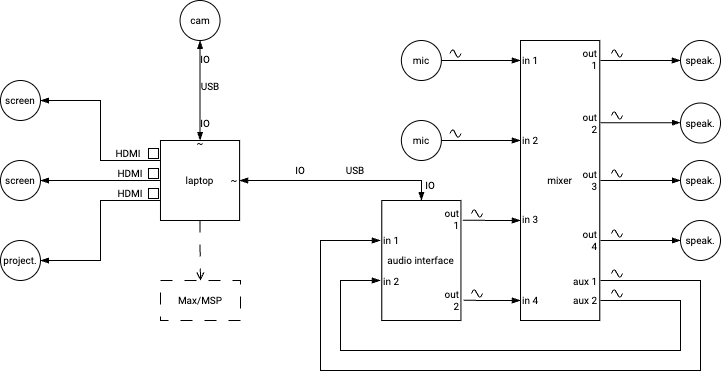 cam
IO
USB
IO
~
screen
HDMI
screen
HDMI
HDMI
project.
laptop
~
IO
USB
IO
Max/MSP
mic
mic
in 1
in 2
in 3
in 4
mixer
out
1
out
2
out
3
out
4
aux 1
aux 2
in 1
in 2
audio interface
out
1
out
2
speak.
speak.
speak.
speak.